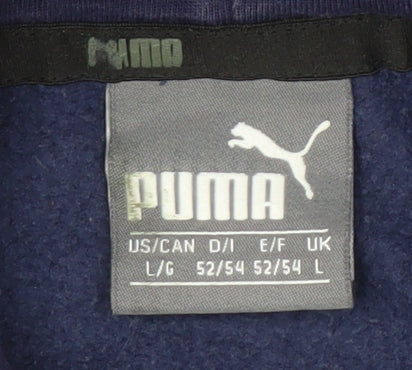 PUMA
PUMA
US/CAN D/I E/F UK
L/G 52/54 52/54 L